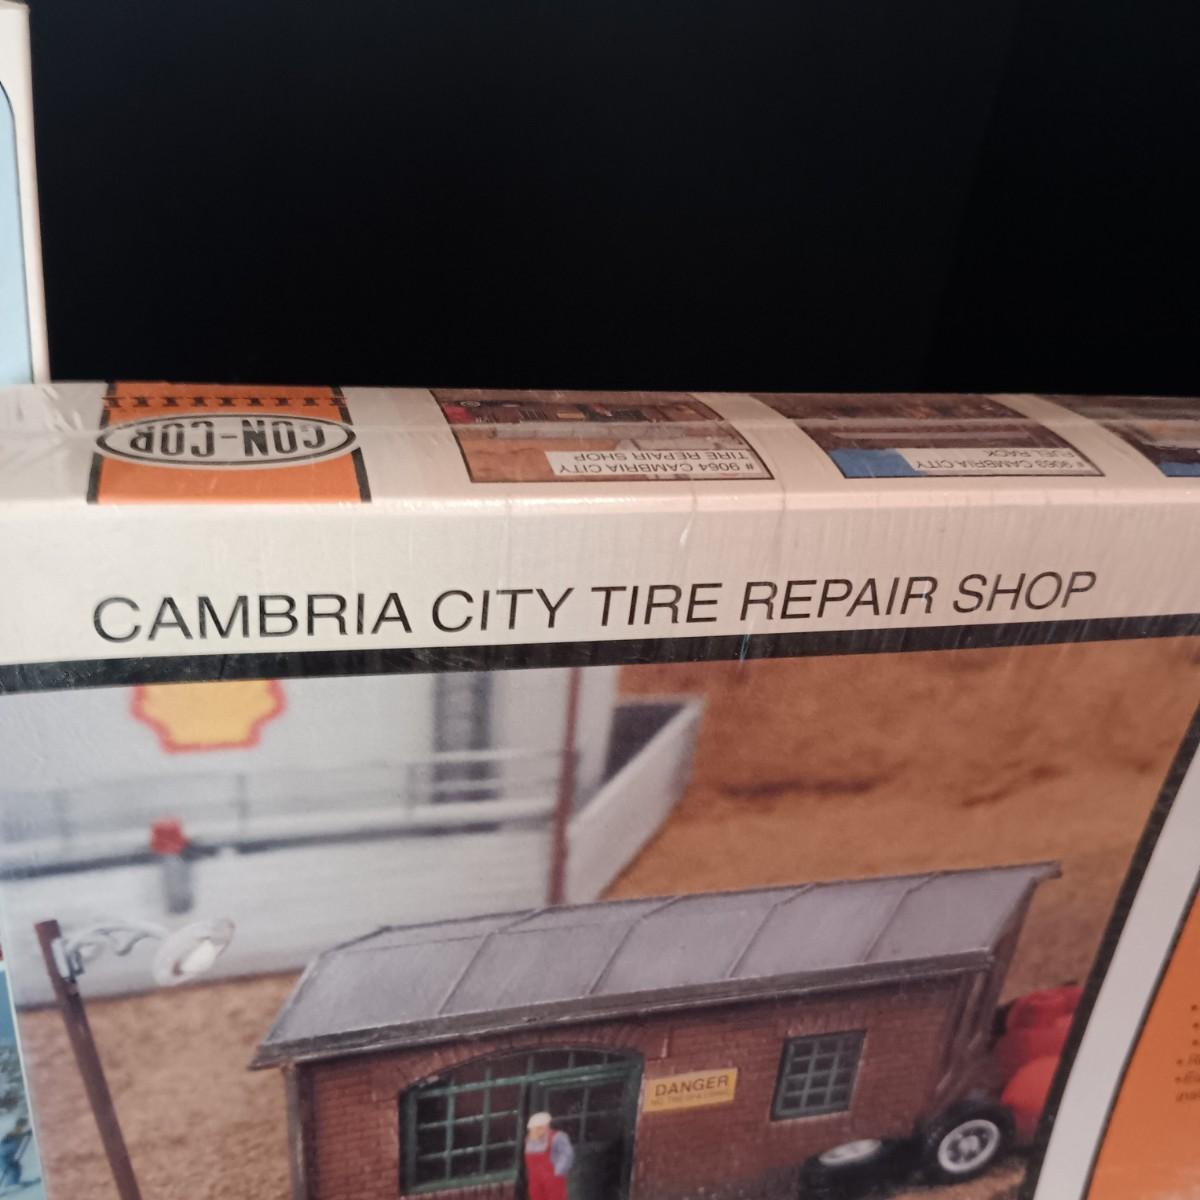 CON-COR
# 9064 CAMBRIA CITY
TIRE REPAIR SHOP
# 9063 CAMBRIA CITY
FUEL RACK
CAMBRIA CITY TIRE REPAIR SHOP
DANGER